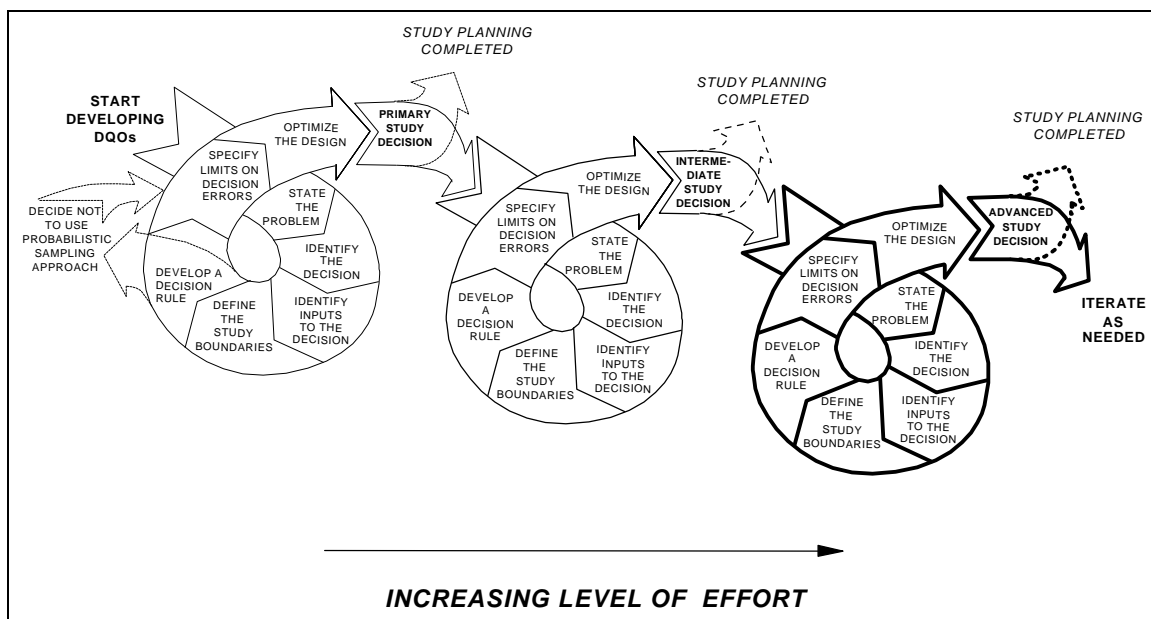 STUDY PLANNING
COMPLETED
START
DEVELOPING
DQOs
OPTIMIZE
THE DESIGN
PRIMARY
STUDY
DECISION
SPECIFY
LIMITS ON
DECISION
ERRORS
STATE
THE
PROBLEM
IDENTIFY
THE
DECISION
IDENTIFY
INPUTS
TO THE
DECISION
DEFINE
THE
STUDY
BOUNDARIES
DEVELOP A
DECISION
RULE
DECIDE NOT
TO USE
PROBABILISTIC
SAMPLING
APPROACH
STUDY PLANNING
COMPLETED
OPTIMIZE
THE DESIGN
INTERME-
DIATE STUDY
DECISION
SPECIFY
LIMITS ON
DECISION
ERRORS
STATE
THE
PROBLEM
IDENTIFY
THE
DECISION
IDENTIFY
INPUTS
TO THE
DECISION
DEFINE
THE
STUDY
BOUNDARIES
DEVELOP
A
DECISION
RULE
STUDY PLANNING
COMPLETED
OPTIMIZE
THE DESIGN
ADVANCED
STUDY
DECISION
SPECIFY
LIMITS ON
DECISION
ERRORS
STATE
THE
PROBLEM
IDENTIFY
THE
DECISION
IDENTIFY
INPUTS
TO THE
DECISION
DEFINE
THE
STUDY
BOUNDARIES
DEVELOP
A
DECISION
RULE
ITERATE
AS
NEEDED
INCREASING LEVEL OF EFFORT